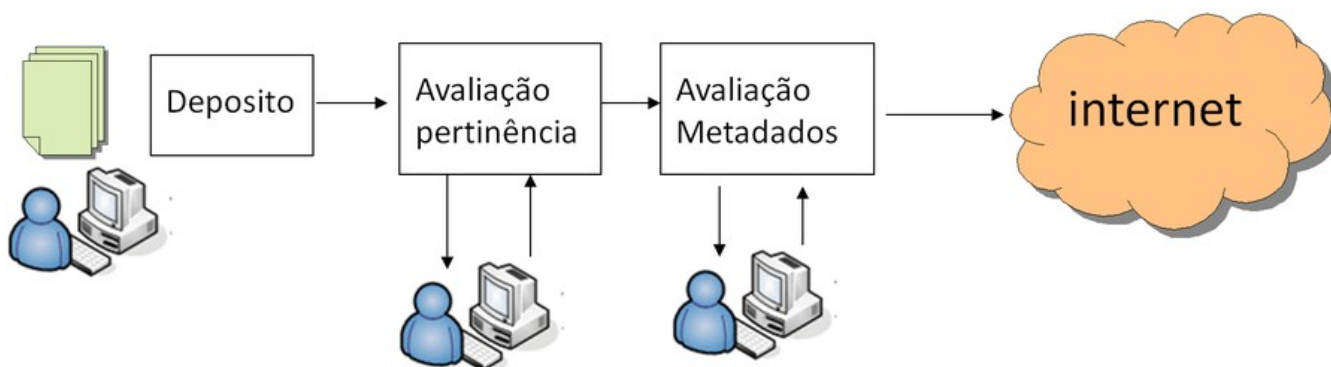 Deposito
Avaliação
pertinência
Avaliação
Metadados
internet